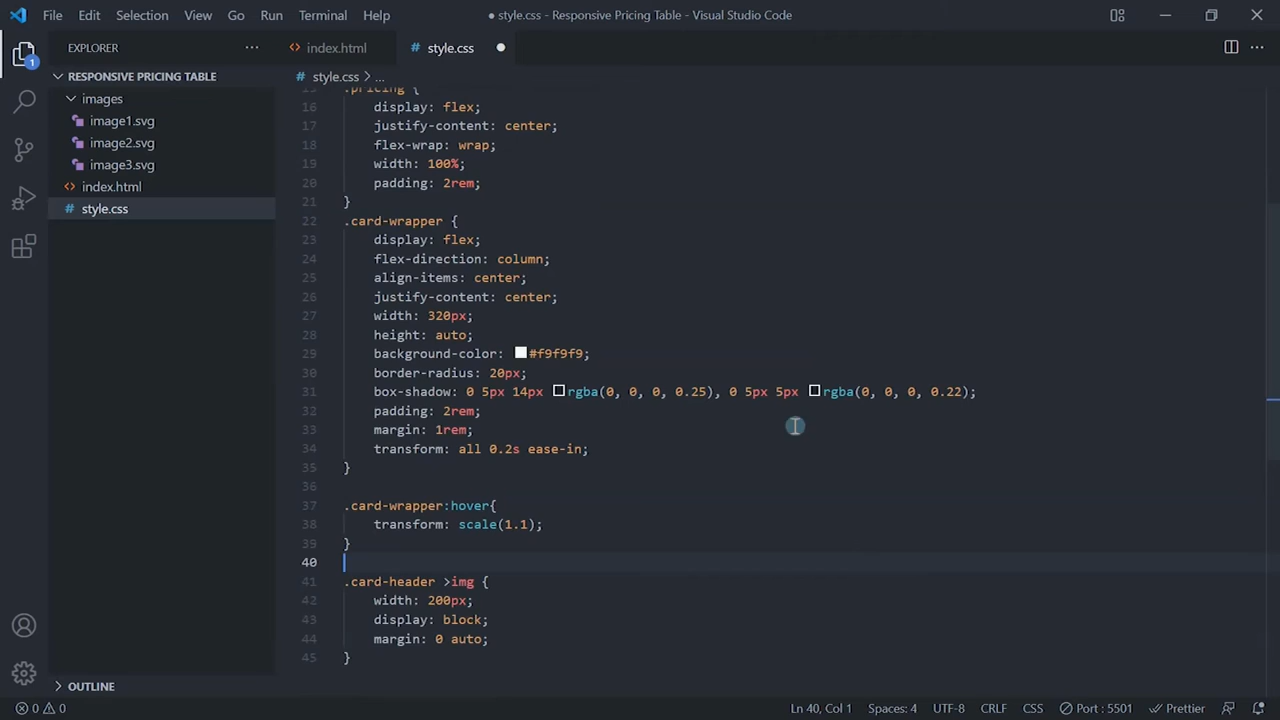 File Edit Selection View Go Run Terminal Help
● style.css - Responsive Pricing Table - Visual Studio Code
EXPLORER
RESPONSIVE PRICING TABLE
images
image1.svg
image2.svg
image3.svg
<> index.html
# style.css
OUTLINE
1
<> index.html
# style.css ●
# style.css > ...
15 .pricing {
16 display: flex;
17 justify-content: center;
18 flex-wrap: wrap;
19 width: 100%;
20 padding: 2rem;
21 }
22 .card-wrapper {
23 display: flex;
24 flex-direction: column;
25 align-items: center;
26 justify-content: center;
27 width: 320px;
28 height: auto;
29 background-color: #f9f9f9;
30 border-radius: 20px;
31 box-shadow: 0 5px 14px rgba(0, 0, 0, 0.25), 0 5px 5px rgba(0, 0, 0, 0.22);
32 padding: 2rem;
33 margin: 1rem;
34 transform: all 0.2s ease-in;
35 }
36
37 .card-wrapper:hover{
38 transform: scale(1.1);
39 }
40
41 .card-header >img {
42 width: 200px;
43 display: block;
44 margin: 0 auto;
45 }
0 0 Ln 40, Col 1 Spaces: 4 UTF-8 CRLF CSS Port : 5501 Prettier